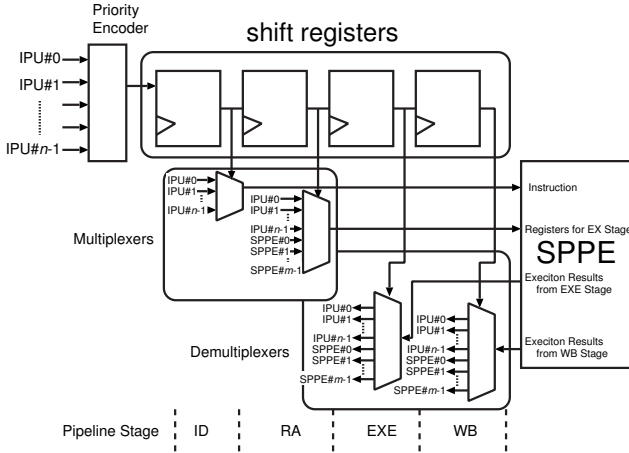 Priority
Encoder
shift registers
IPU#0
IPU#1
IPU#n-1
IPU#0
IPU#1
IPU#n-1
Multiplexers
IPU#0
IPU#1
IPU#n-1
SPPE#0
SPPE#1
SPPE#m-1
Instruction
Registers for EX Stage
SPPE
Execiton Results
from EXE Stage
Execiton Results
from WB Stage
Demultiplexers
IPU#0
IPU#1
IPU#n-1
SPPE#0
SPPE#1
SPPE#m-1
IPU#0
IPU#1
IPU#n-1
SPPE#0
SPPE#1
SPPE#m-1
Pipeline Stage ID RA EXE WB